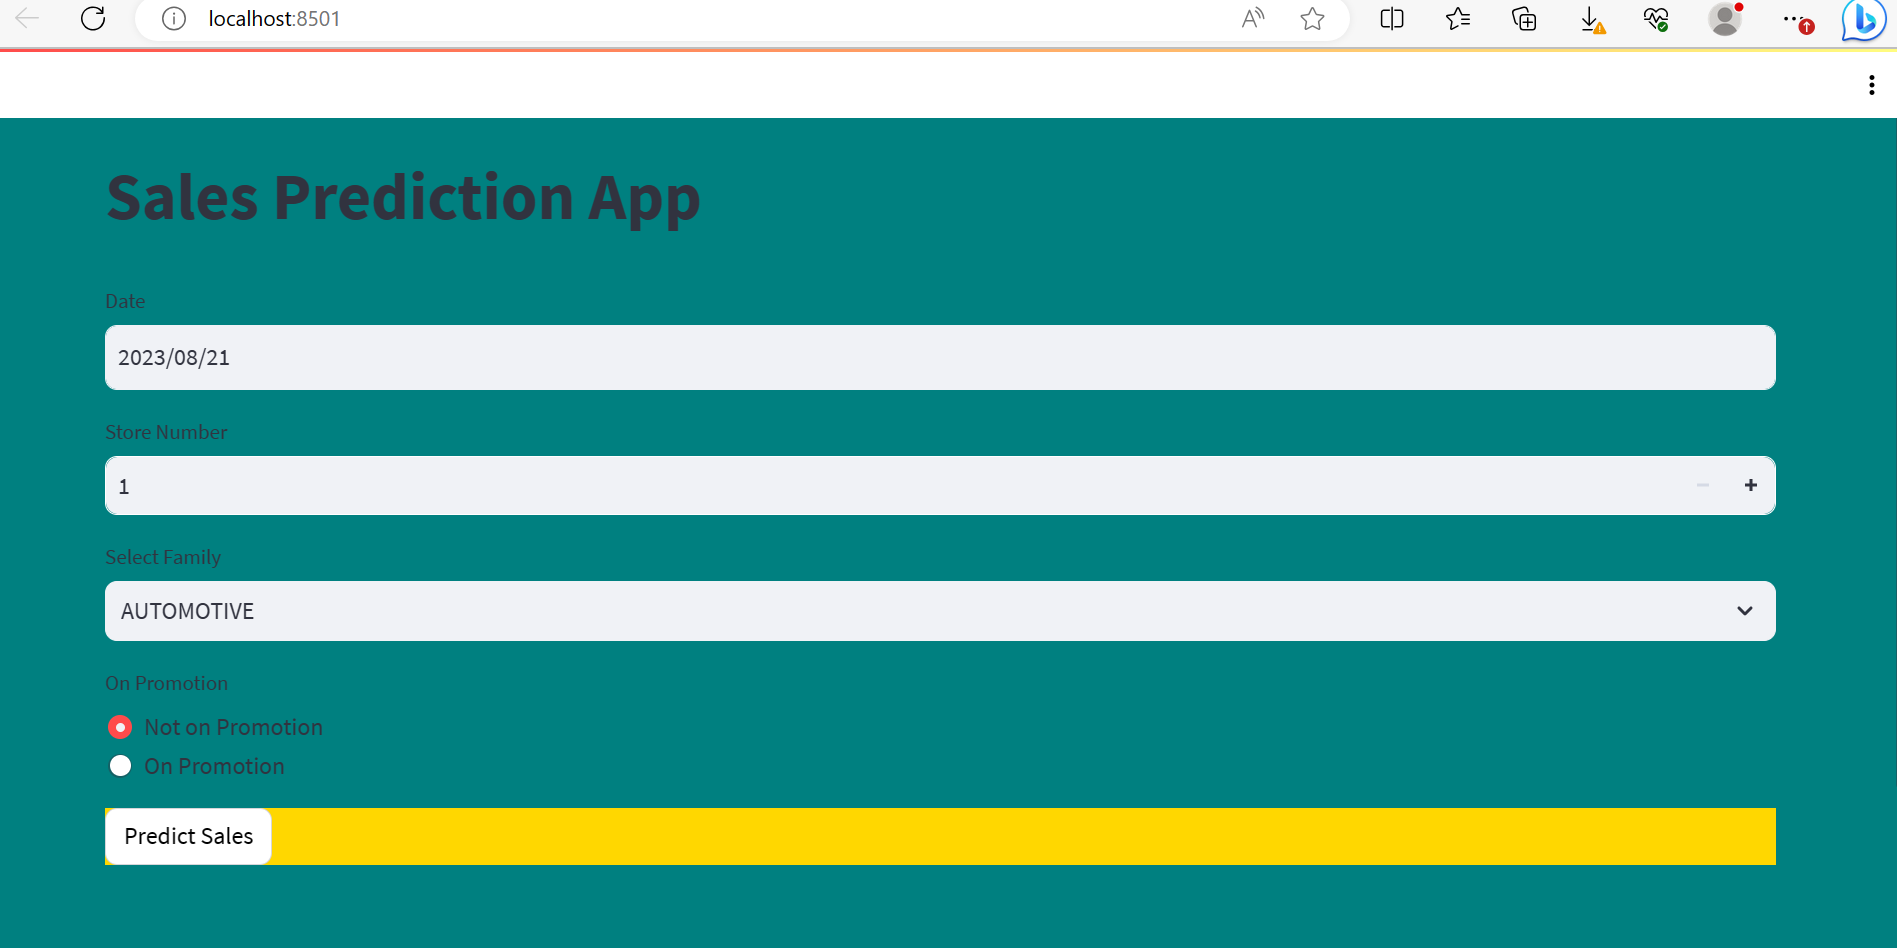 localhost:8501
Sales Prediction App
Date
2023/08/21
Store Number
1
Select Family
AUTOMOTIVE
On Promotion
Not on Promotion
On Promotion
Predict Sales